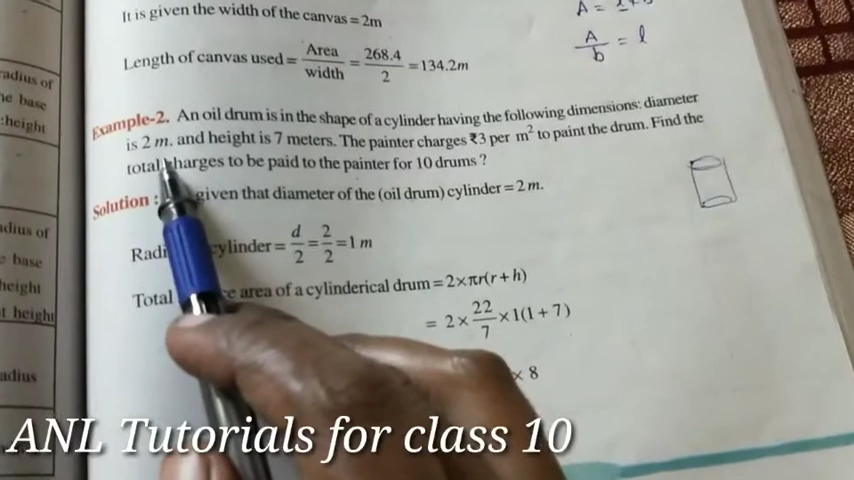 It is given the width of the canvas = 2m
Length of canvas used = Area/width = 268.4/2 = 134.2m
A/b = l
adius of
he base
:height
Example-2. An oil drum is in the shape of a cylinder having the following dimensions: diameter
is 2 m. and height is 7 meters. The painter charges ₹3 per m² to paint the drum. Find the
total charges to be paid to the painter for 10 drums ?
Solution : given that diameter of the (oil drum) cylinder = 2 m.
Radi cylinder = d/2 = 2/2 = 1 m
Total ce area of a cylinderical drum = 2×πr(r + h)
= 2× 22/7 ×1(1 + 7)
× 8
dius of
e base
height
t height
adius
ANL Tutorials for class 10